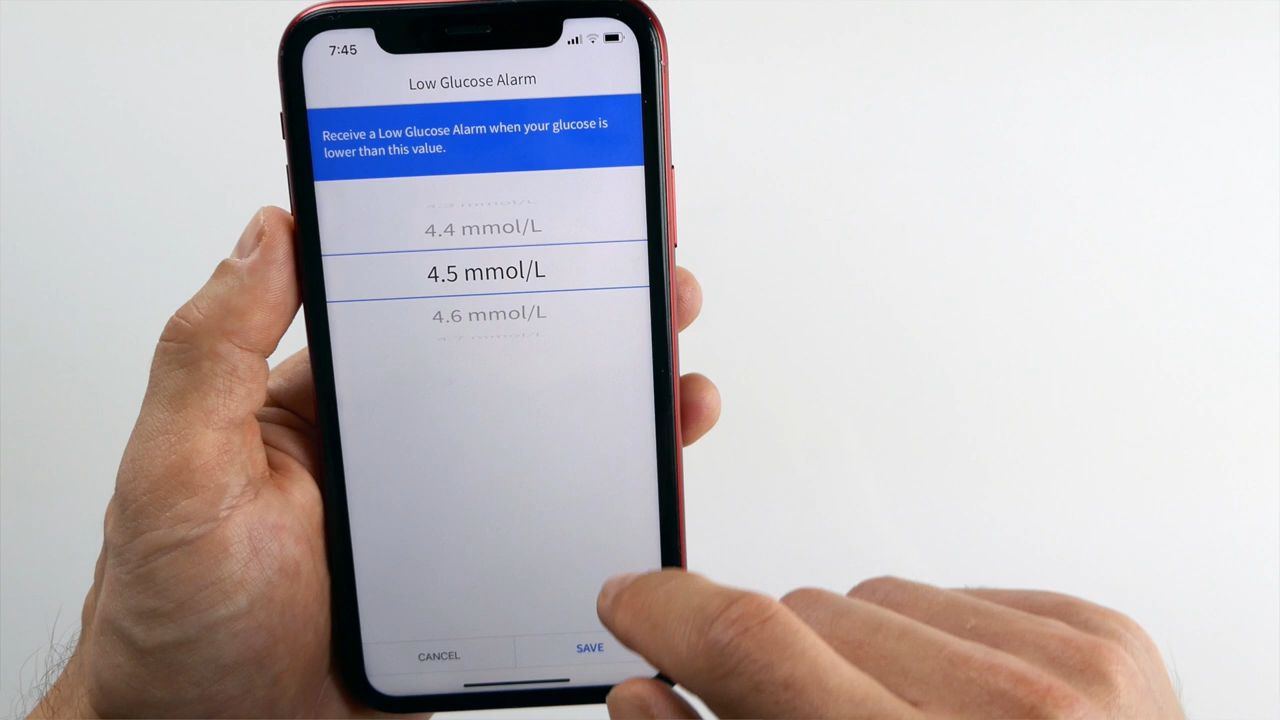 7:45
Low Glucose Alarm
Receive a Low Glucose Alarm when your glucose is
lower than this value.
4.4 mmol/L
4.5 mmol/L
4.6 mmol/L
CANCEL
SAVE